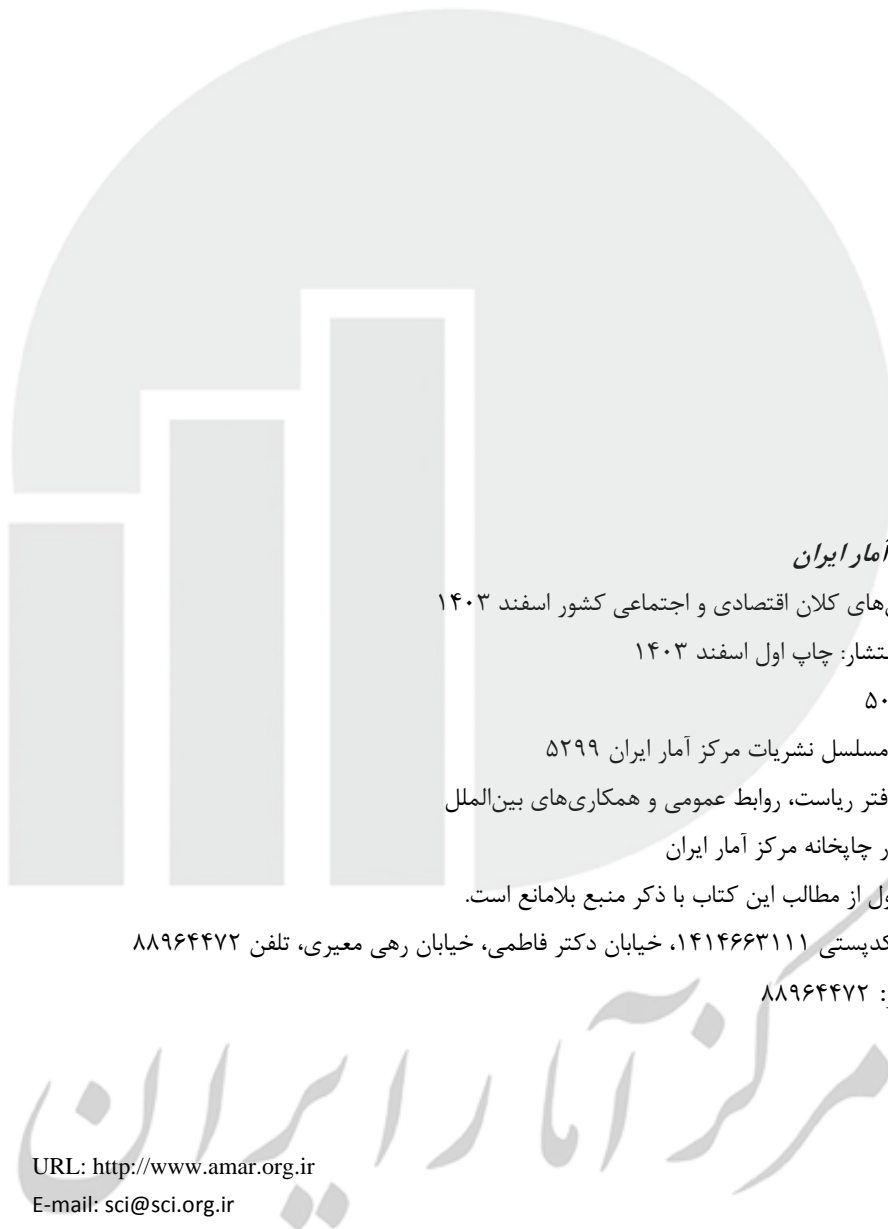 آمار ایران
های کلان اقتصادی و اجتماعی کشور اسفند ۱۴۰۳
نتشار: چاپ اول اسفند ۱۴۰۳
۵۰
مسلسل نشریات مرکز آمار ایران ۵۲۹۹
فتر ریاست، روابط عمومی و همکاری‌های بین‌الملل
ر چاپخانه مرکز آمار ایران
ول از مطالب این کتاب با ذکر منبع بلامانع است.
کدپستی ۱۴۱۴۶۶۳۱۱۱، خیابان دکتر فاطمی، خیابان رهی معیری، تلفن ۸۸۹۶۴۴۷۲
: ۸۸۹۶۴۴۷۲
مرکز آمار ایران
URL: http://www.amar.org.ir
E-mail: sci@sci.org.ir